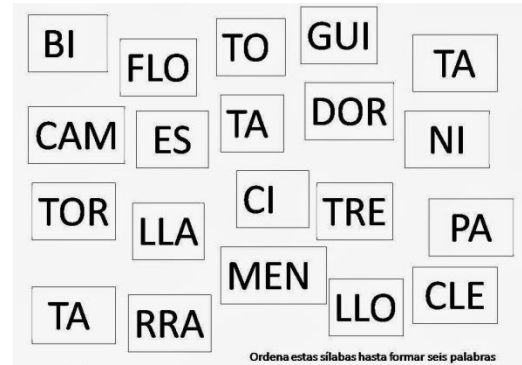 BI
FLO
TO
GUI
TA
CAM
ES
TA
DOR
NI
TOR
LLA
CI
TRE
PA
TA
RRA
MEN
LLO
CLE
Ordena estas sílabas hasta formar seis palabras